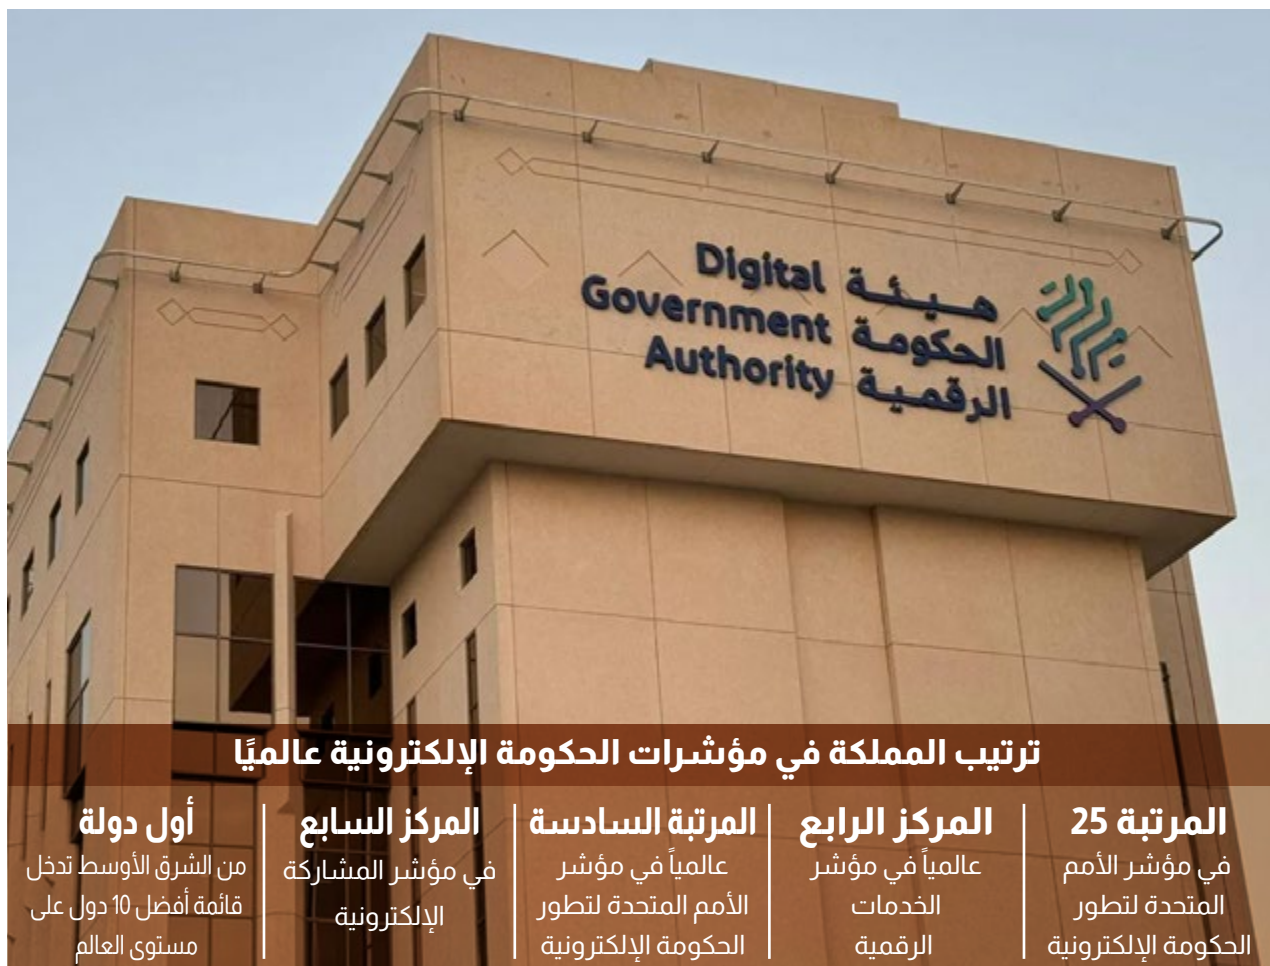 Digital
Government
Authority
هيئة
الحكومة
الرقمية
ترتيب المملكة في مؤشرات الحكومة الإلكترونية عالميًا
المرتبة 25
في مؤشر الأمم
المتحدة لتطور
الحكومة الإلكترونية
المركز الرابع
عالمياً في مؤشر
الخدمات
الرقمية
المرتبة السادسة
عالمياً في مؤشر
الأمم المتحدة لتطور
الحكومة الإلكترونية
المركز السابع
في مؤشر المشاركة
الإلكترونية
أول دولة
من الشرق الأوسط تدخل
قائمة أفضل 10 دول على
مستوى العالم